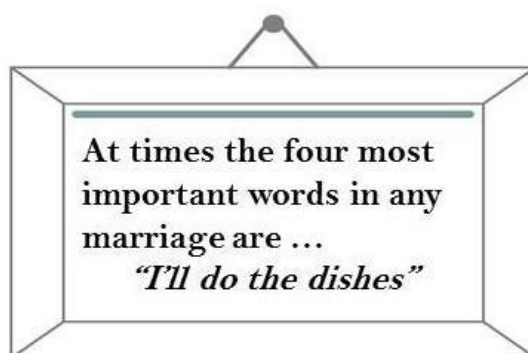 At times the four most
important words in any
marriage are ...
“I’ll do the dishes”